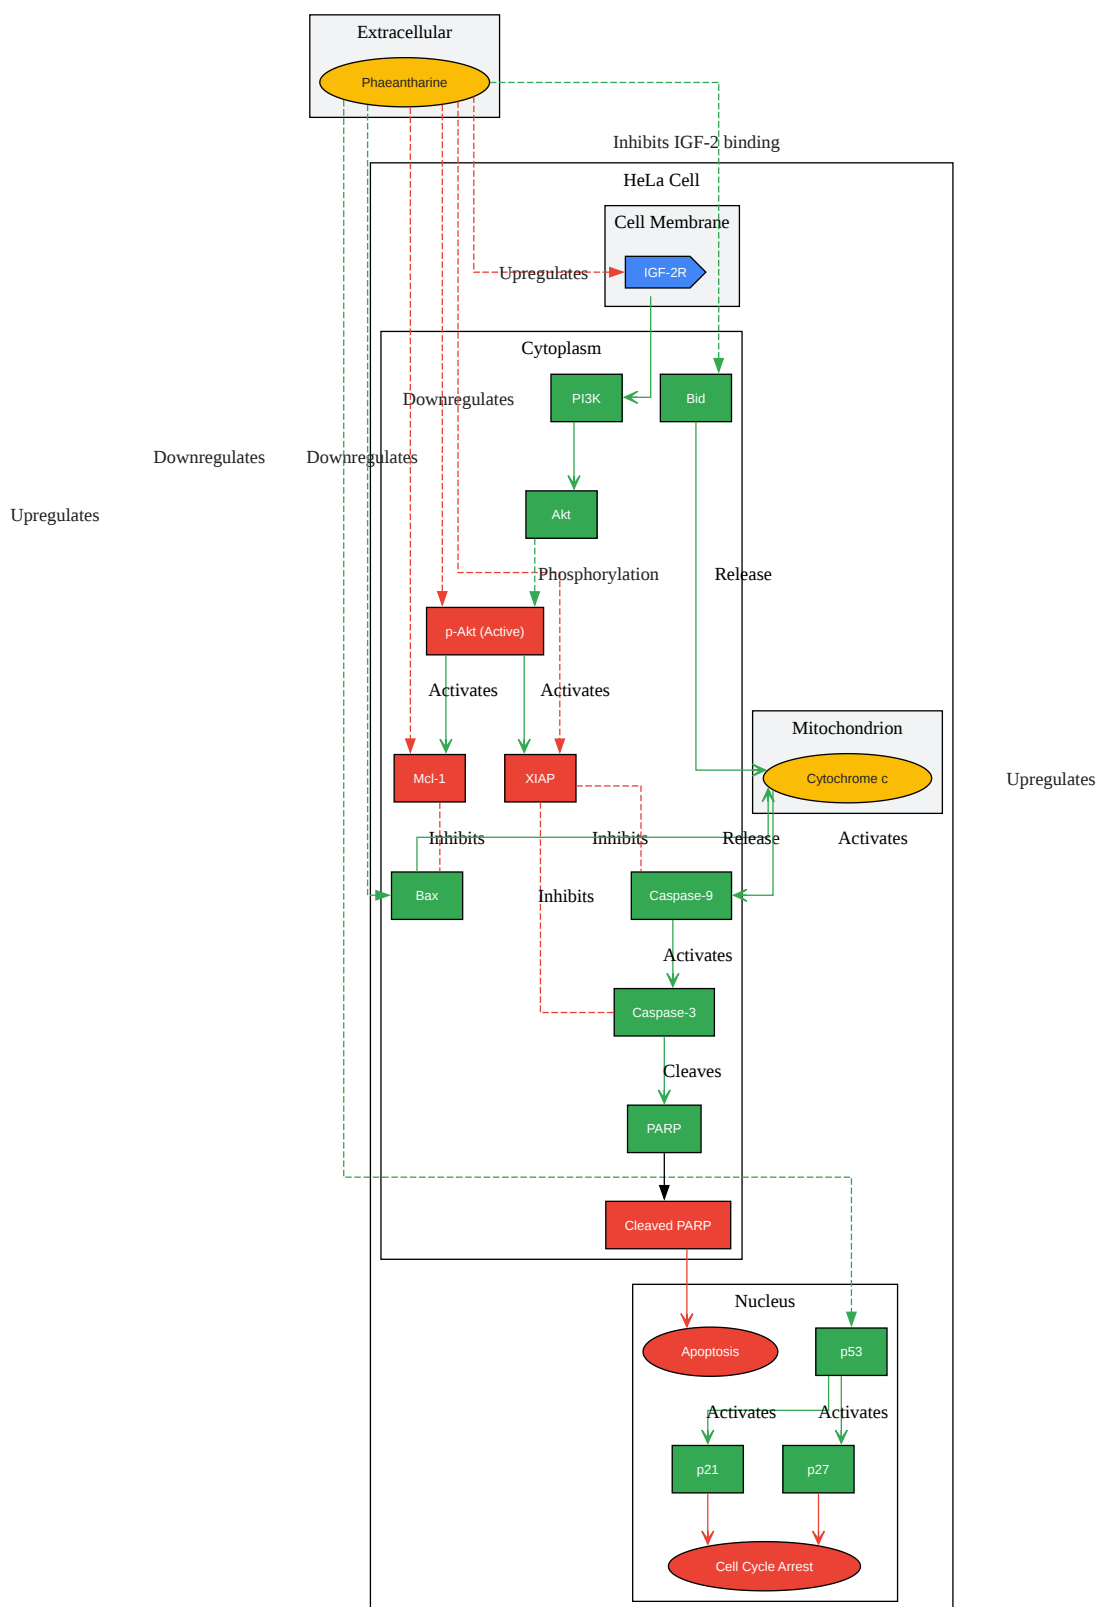 Extracellular
Phaeantharine
Inhibits IGF-2 binding
HeLa Cell
Cell Membrane
IGF-2R
Upregulates
Cytoplasm
PI3K
Bid
Downregulates
Downregulates
Downregulates
Upregulates
Akt
Phosphorylation
Release
p-Akt (Active)
Activates
Activates
Mitochondrion
Mcl-1
XIAP
Cytochrome c
Upregulates
Inhibits
Inhibits
Release
Activates
Bax
Inhibits
Caspase-9
Activates
Caspase-3
Cleaves
PARP
Cleaved PARP
Nucleus
Apoptosis
p53
Activates
Activates
p21
p27
Cell Cycle Arrest